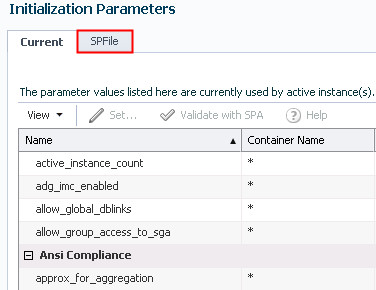 Initialization Parameters
Current SPFile
The parameter values listed here are currently used by active instance(s).
View Set... Validate with SPA Help
Name Container Name
active_instance_count *
adg_imc_enabled *
allow_global_dblinks *
allow_group_access_to_sga *
Ansi Compliance
approx_for_aggregation *